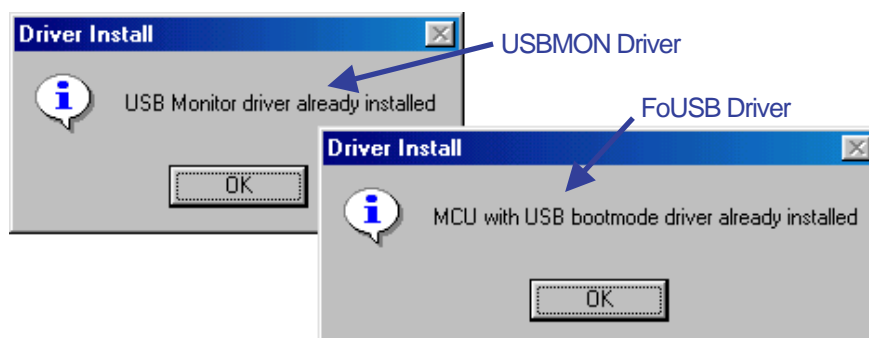 Driver Install
USBMON Driver
USB Monitor driver already installed
OK
FoUSB Driver
Driver Install
MCU with USB bootmode driver already installed
OK